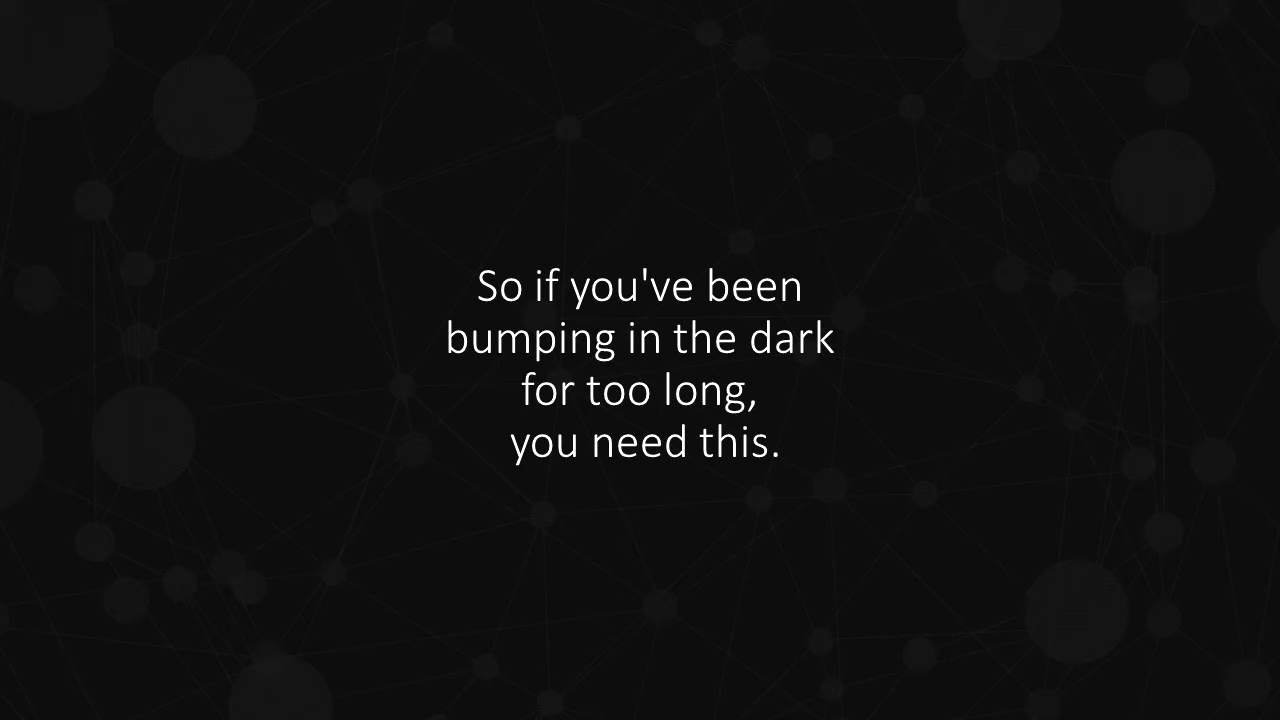 So if you've been
bumping in the dark
for too long,
you need this.